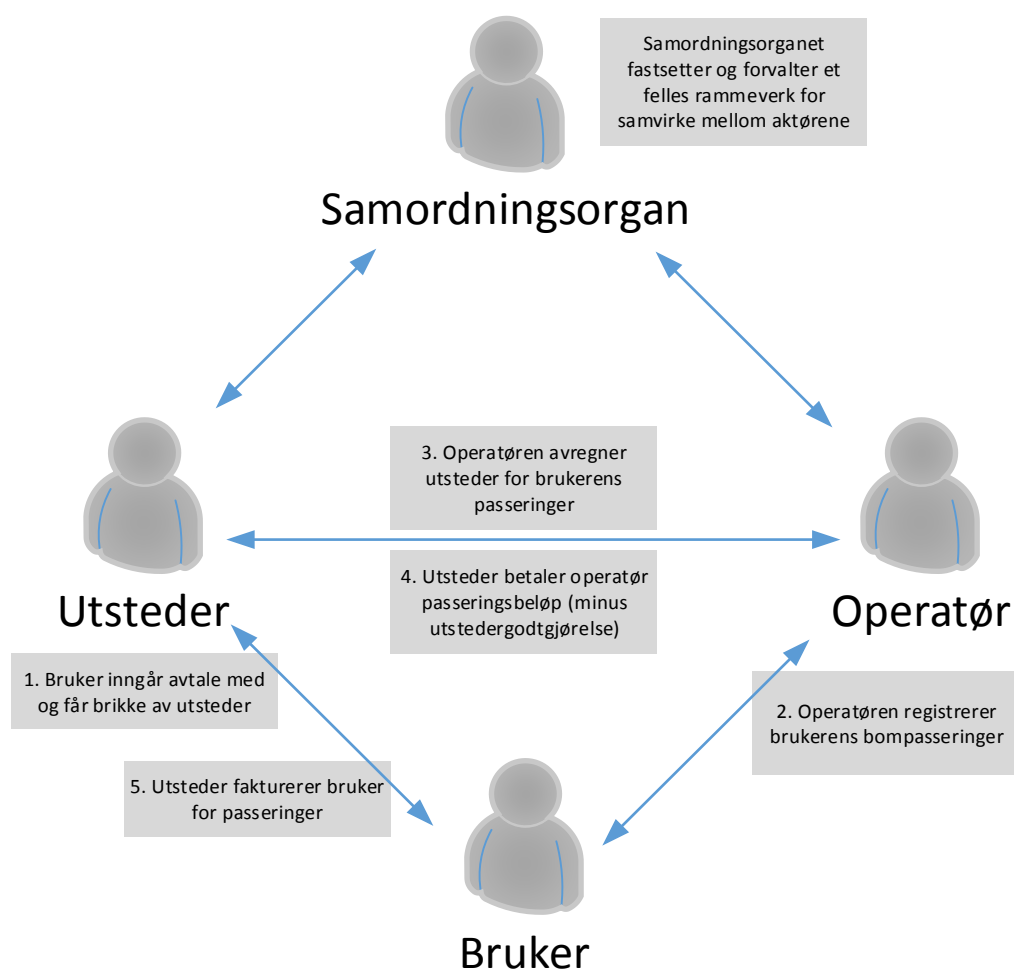 Samordningsorganet
fastsetter og forvalter et
felles rammeverk for
samvirke mellom aktørene
Samordningsorgan
3. Operatøren avregner
utsteder for brukerens
passeringer
4. Utsteder betaler operatør
passeringsbeløp (minus
utstedergodtgjørelse)
Utsteder
Operatør
1. Bruker inngår avtale med
og får brikke av utsteder
2. Operatøren registrerer
brukerens bompasseringer
5. Utsteder fakturerer bruker
for passeringer
Bruker